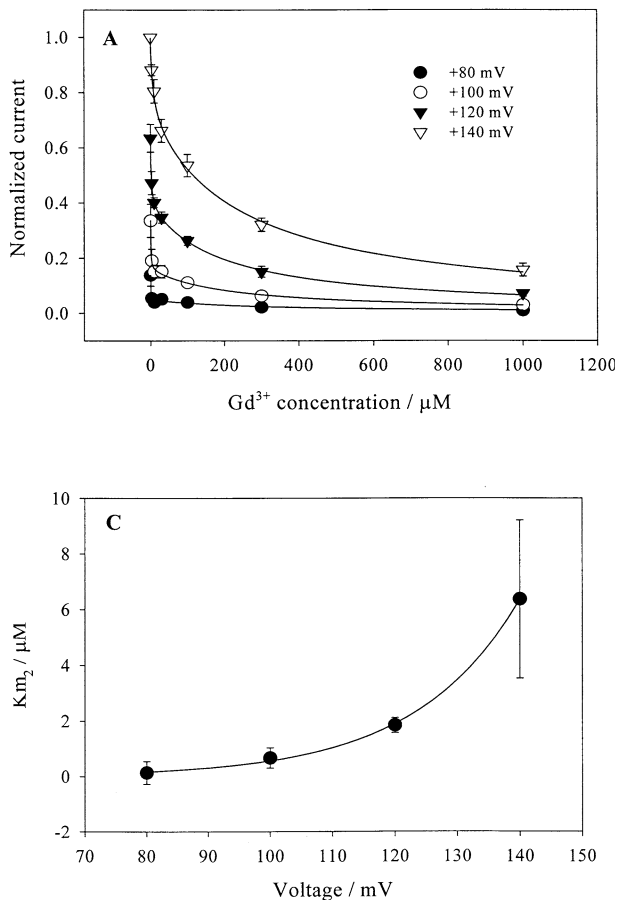 A
1.0
0.8
0.6
0.4
0.2
0.0
Normalized current
+80 mV
+100 mV
+120 mV
+140 mV
0 200 400 600 800 1000 1200
Gd³⁺ concentration / μM
C
10
8
6
4
2
0
-2
Km₂ / μM
70 80 90 100 110 120 130 140 150
Voltage / mV